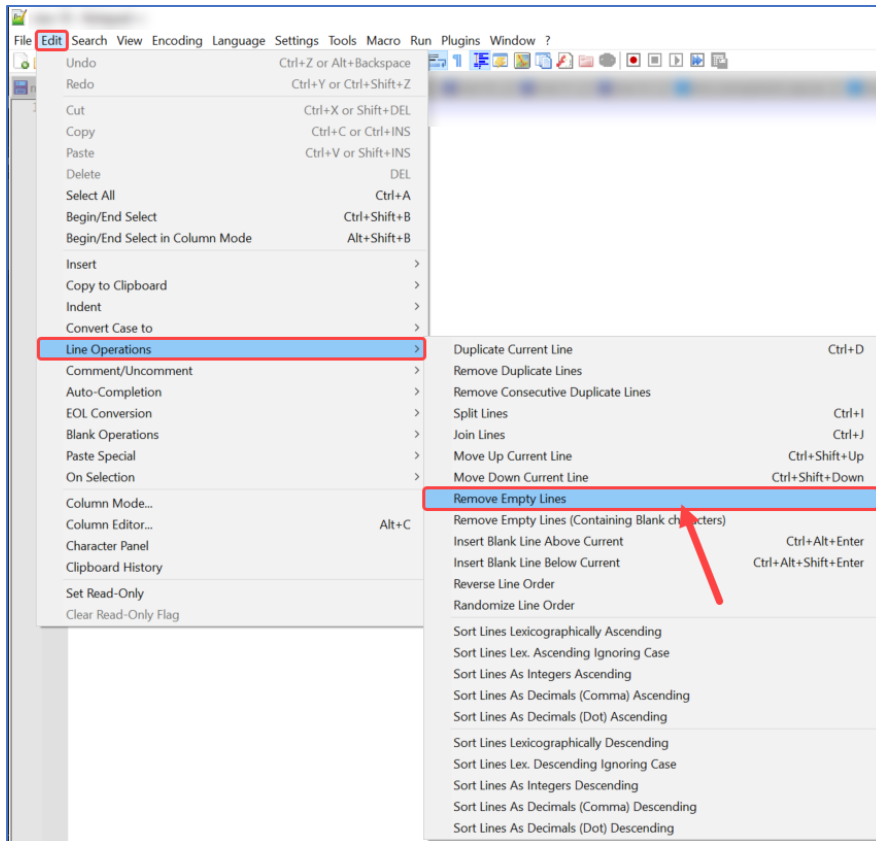 File Edit Search View Encoding Language Settings Tools Macro Run Plugins Window ?
Undo Ctrl+Z or Alt+Backspace
Redo Ctrl+Y or Ctrl+Shift+Z
Cut Ctrl+X or Shift+DEL
Copy Ctrl+C or Ctrl+INS
Paste Ctrl+V or Shift+INS
Delete DEL
Select All Ctrl+A
Begin/End Select Ctrl+Shift+B
Begin/End Select in Column Mode Alt+Shift+B
Insert
Copy to Clipboard
Indent
Convert Case to
Line Operations
Comment/Uncomment
Auto-Completion
EOL Conversion
Blank Operations
Paste Special
On Selection
Column Mode...
Column Editor... Alt+C
Character Panel
Clipboard History
Set Read-Only
Clear Read-Only Flag
Duplicate Current Line Ctrl+D
Remove Duplicate Lines
Remove Consecutive Duplicate Lines
Split Lines Ctrl+I
Join Lines Ctrl+J
Move Up Current Line Ctrl+Shift+Up
Move Down Current Line Ctrl+Shift+Down
Remove Empty Lines
Remove Empty Lines (Containing Blank characters)
Insert Blank Line Above Current Ctrl+Alt+Enter
Insert Blank Line Below Current Ctrl+Alt+Shift+Enter
Reverse Line Order
Randomize Line Order
Sort Lines Lexicographically Ascending
Sort Lines Lex. Ascending Ignoring Case
Sort Lines As Integers Ascending
Sort Lines As Decimals (Comma) Ascending
Sort Lines As Decimals (Dot) Ascending
Sort Lines Lexicographically Descending
Sort Lines Lex. Descending Ignoring Case
Sort Lines As Integers Descending
Sort Lines As Decimals (Comma) Descending
Sort Lines As Decimals (Dot) Descending